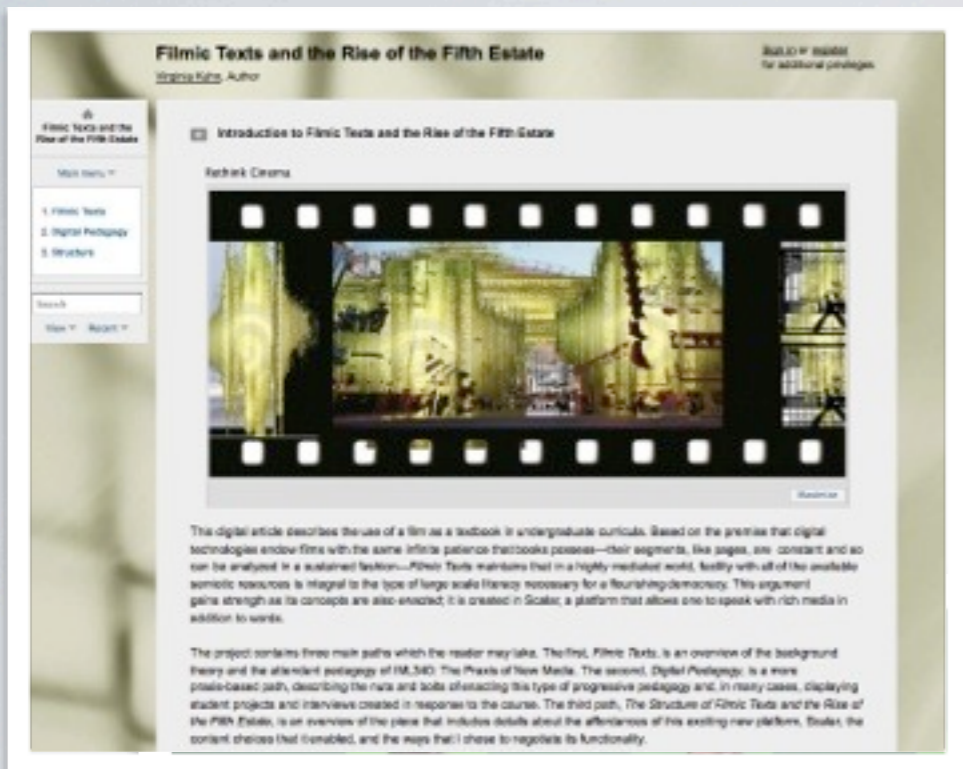 Filmic Texts and the Rise of the Fifth Estate
Virginia Kuhn, Author
Sign in or register
for additional privileges
Filmic Texts and the
Rise of the Fifth Estate
Main menu
1. Filmic Texts
2. Digital Pedagogy
3. Structure
Search
View Recent
Introduction to Filmic Texts and the Rise of the Fifth Estate
Rethink Cinema
Maximize
This digital article describes the use of a film as a textbook in undergraduate curricula. Based on the premise that digital
technologies endow films with the same infinite patience that books possess—their segments, like pages, are constant and so
can be analyzed in a sustained fashion—Filmic Texts maintains that in a highly mediated world, facility with all of the available
semiotic resources is integral to the type of large scale literacy necessary for a flourishing democracy. This argument
gains strength as its concepts are also enacted; it is created in Scalar, a platform that allows one to speak with rich media in
addition to words.
The project contains three main paths which the reader may take. The first, Filmic Texts, is an overview of the background
theory and the attendant pedagogy of IML340: The Praxis of New Media. The second, Digital Pedagogy, is a more
praxis-based path, describing the nuts and bolts of enacting this type of progressive pedagogy and, in many cases, displaying
student projects and interviews created in response to the course. The third path, The Structure of Filmic Texts and the Rise of
the Fifth Estate, is an overview of the piece that includes details about the affordances of this exciting new platform, Scalar, the
content choices that it enabled, and the ways that I chose to negotiate its functionality.